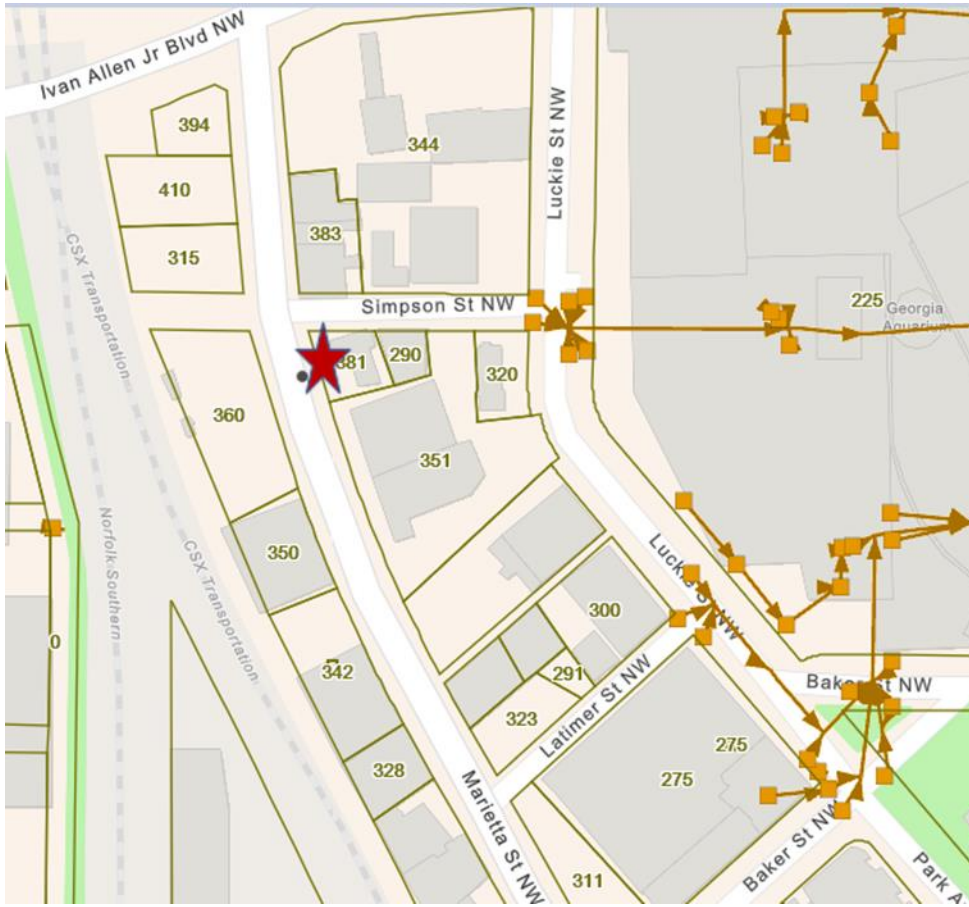 Ivan Allen Jr Blvd NW
394
344
Luckie St NW
410
383
315
CSX Transportation
Simpson St NW
225
Georgia
Aquarium
381
290
320
360
351
350
CSX Transportation
Norfolk Southern
Luckie St NW
300
0
342
291
Baker St NW
323
Latimer St NW
275
275
328
Marietta St NW
Baker St NW
311
Park A